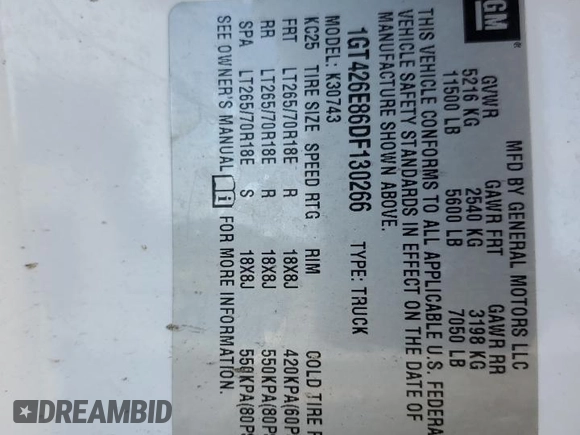 GM ®
MFD BY GENERAL MOTORS LLC
GVWR GAWR FRT GAWR RR
5216 KG 2540 KG 3198 KG
11500 LB 5600 LB 7050 LB
THIS VEHICLE CONFORMS TO ALL APPLICABLE U.S. FEDERA
VEHICLE SAFETY STANDARDS IN EFFECT ON THE DATE OF
MANUFACTURE SHOWN ABOVE.
1GT426E86DF130266 TYPE: TRUCK
MODEL: K30743
KC25 TIRE SIZE SPEED RTG RIM COLD TIRE P
FRT LT265/70R18E R 18X8J 420KPA(60P
RR LT265/70R18E R 18X8J 550KPA(80PS
SPA LT265/70R18E S 18X8J 550KPA(80PS
SEE OWNER'S MANUAL FOR MORE INFORMATION.
DREAMBID